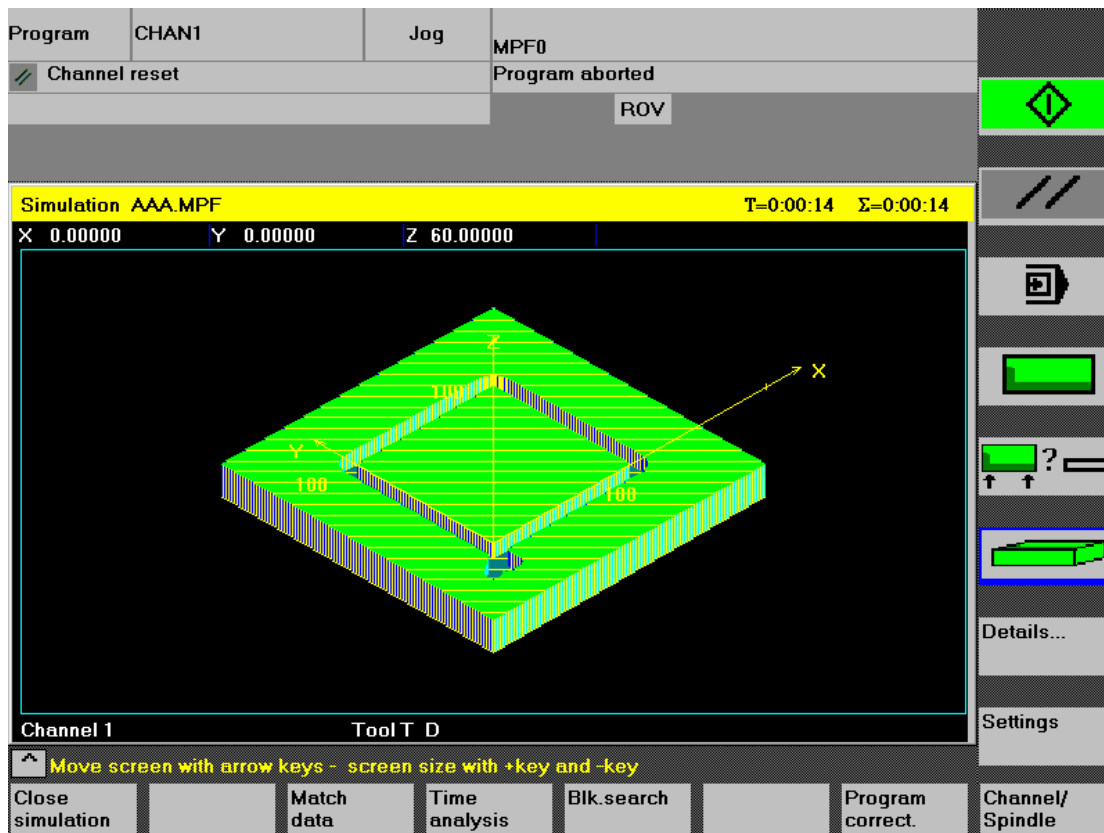 Program CHAN1 Jog
MPF0
Channel reset Program aborted
ROV
Simulation AAA.MPF T=0:00:14 Σ=0:00:14
X 0.00000 Y 0.00000 Z 60.00000
Z
X
100
Y
100
100
?
Details...
Settings
Channel 1 Tool T D
^ Move screen with arrow keys - screen size with +key and -key
Close simulation
Match data
Time analysis
Blk.search
Program correct.
Channel/ Spindle